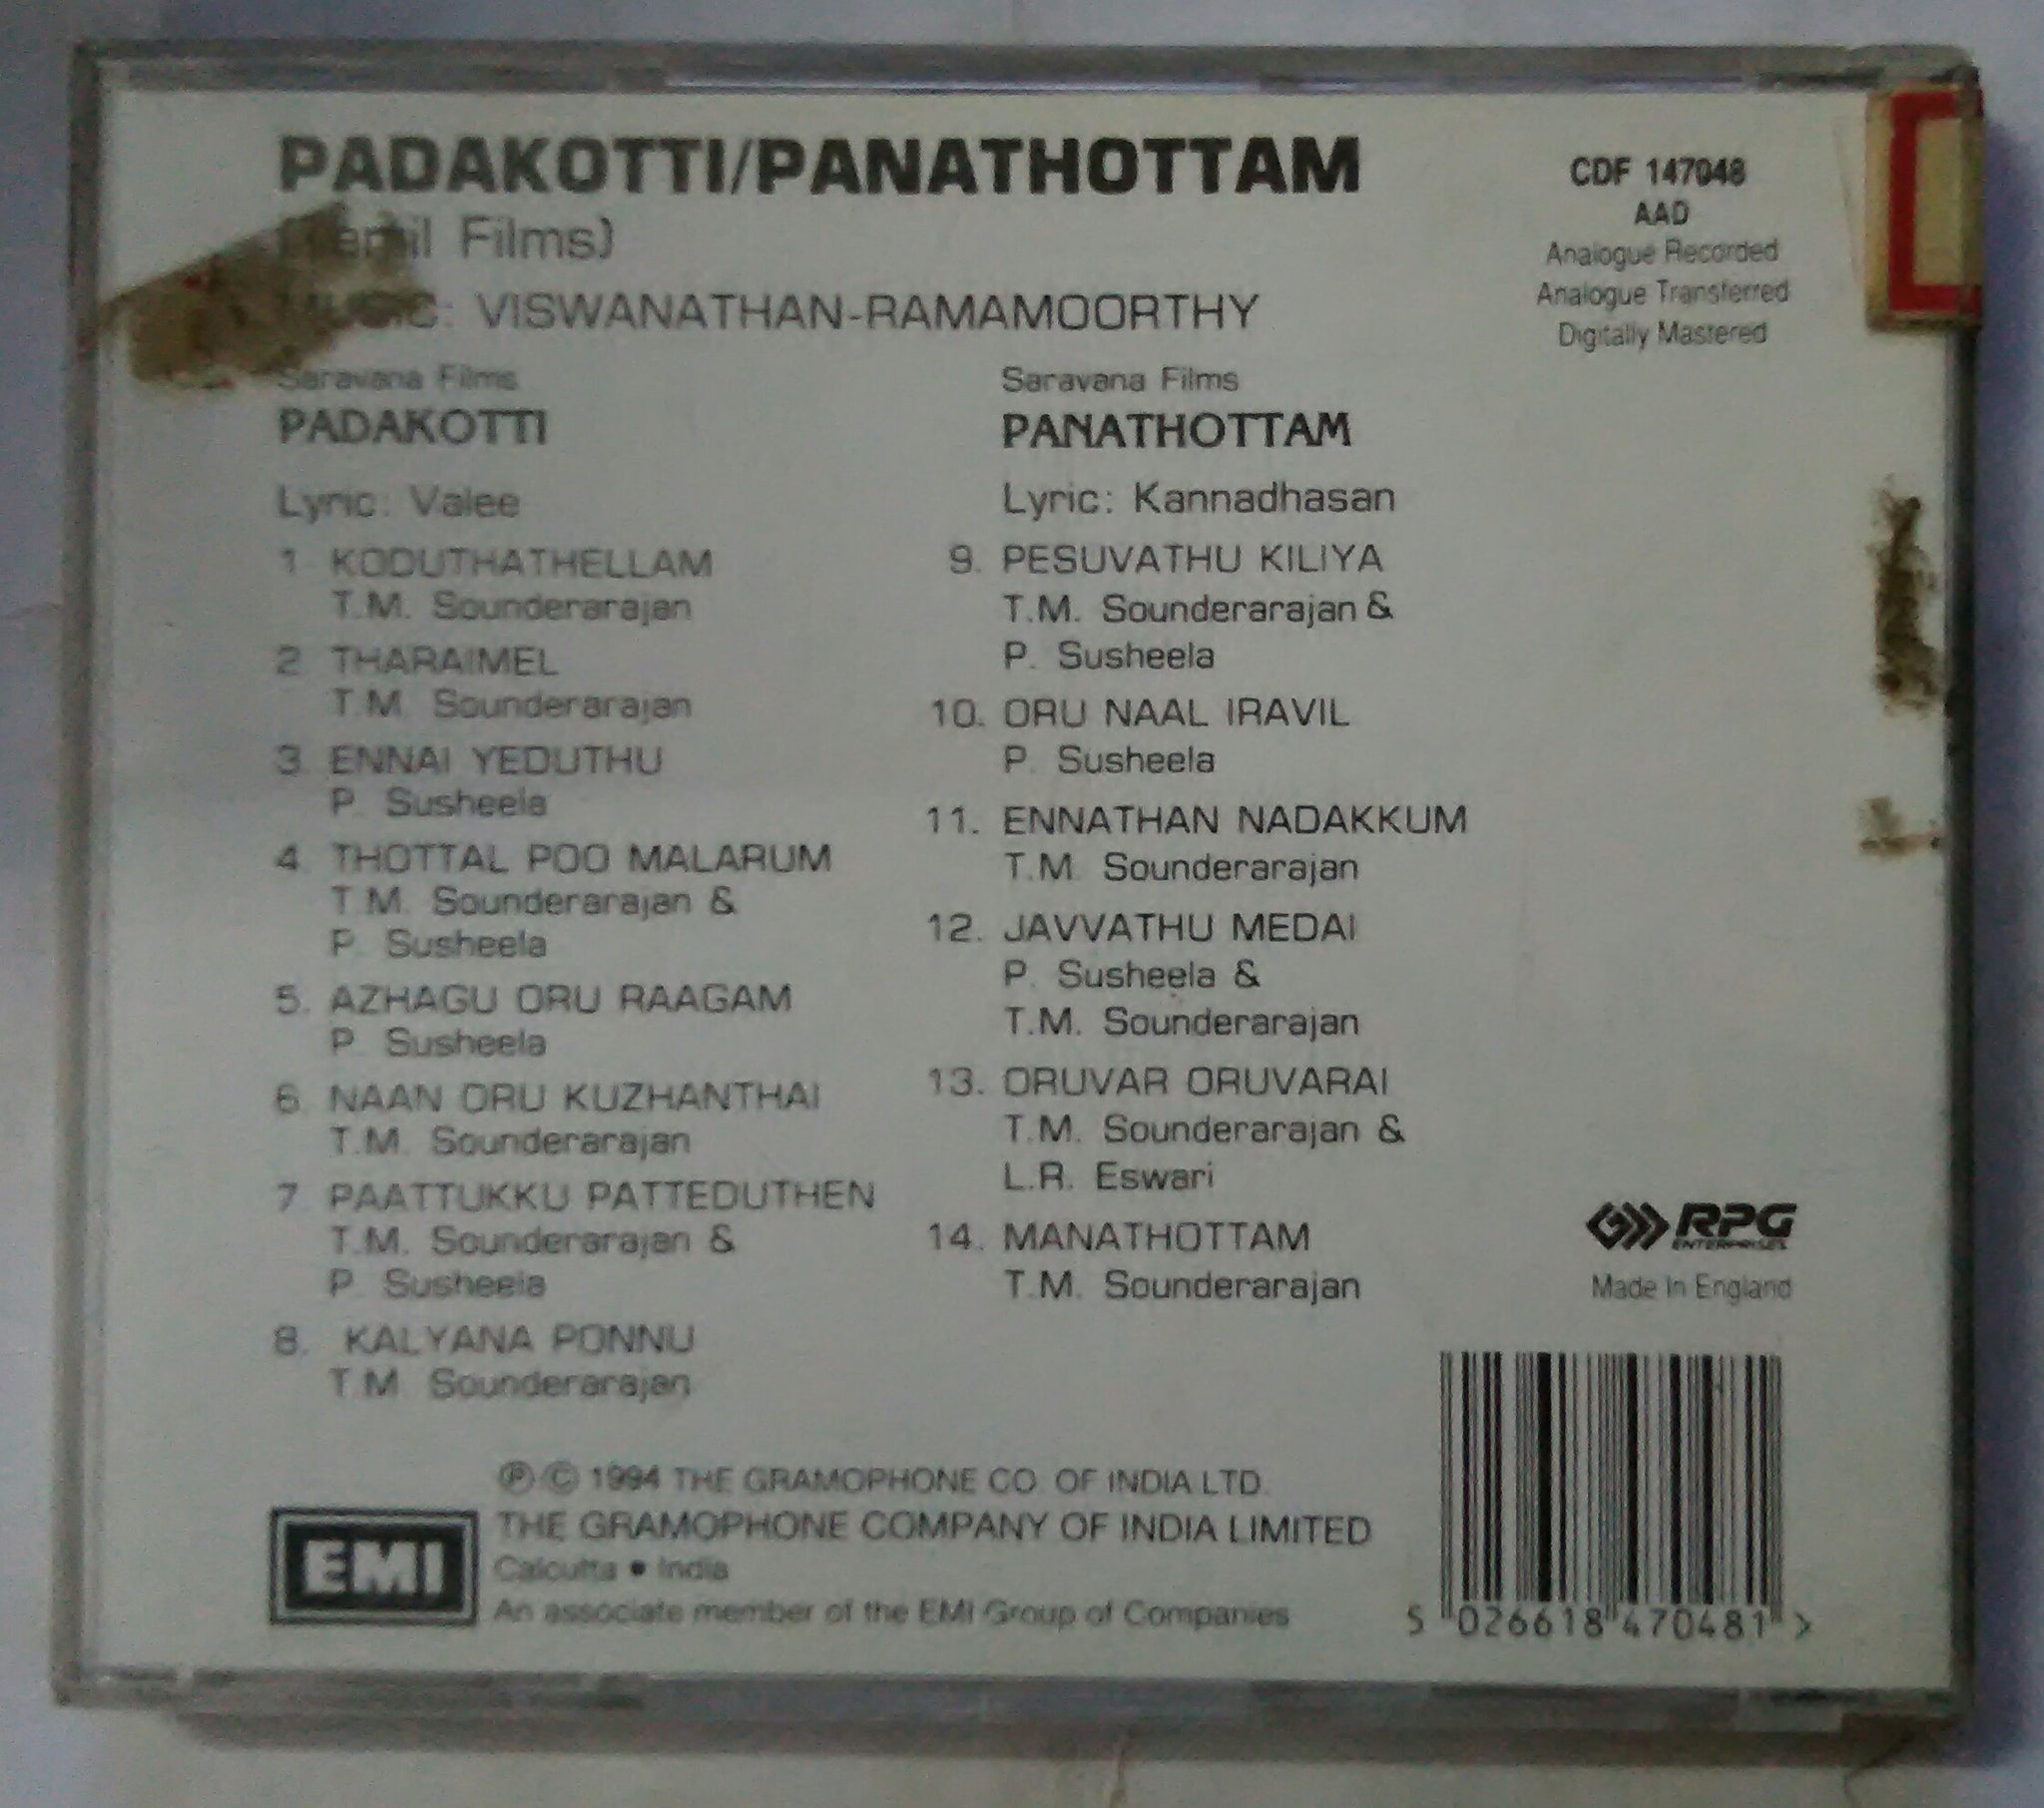 PADAKOTTI/PANATHOTTAM
(Tamil Films)
MUSIC: VISWANATHAN-RAMAMOORTHY
CDF 147048
AAD
Analogue Recorded
Analogue Transferred
Digitally Mastered
Saravana Films
PADAKOTTI
Lyric: Valee
1 KODUTHATHELLAM
T.M. Sounderarajan
2 THARAIMEL
T.M. Sounderarajan
3. ENNAI YEDUTHU
P. Susheela
4 THOTTAL POO MALARUM
T.M. Sounderarajan &
P. Susheela
5. AZHAGU ORU RAAGAM
P. Susheela
6. NAAN ORU KUZHANTHAI
T.M. Sounderarajan
7 PAATTUKKU PATTEDUTHEN
T.M. Sounderarajan &
P. Susheela
8. KALYANA PONNU
T.M. Sounderarajan
Saravana Films
PANATHOTTAM
Lyric: Kannadhasan
9. PESUVATHU KILIYA
T.M. Sounderarajan &
P. Susheela
10. ORU NAAL IRAVIL
P. Susheela
11. ENNATHAN NADAKKUM
T.M. Sounderarajan
12. JAVVATHU MEDAI
P. Susheela &
T.M. Sounderarajan
13. ORUVAR ORUVARAI
T.M. Sounderarajan &
L.R. Eswari
14. MANATHOTTAM
T.M. Sounderarajan
RPG
ENTERPRISES
Made in England
℗ © 1994 THE GRAMOPHONE CO. OF INDIA LTD.
THE GRAMOPHONE COMPANY OF INDIA LIMITED
Calcutta • India
An associate member of the EMI Group of Companies
EMI
5 026618 470481 >